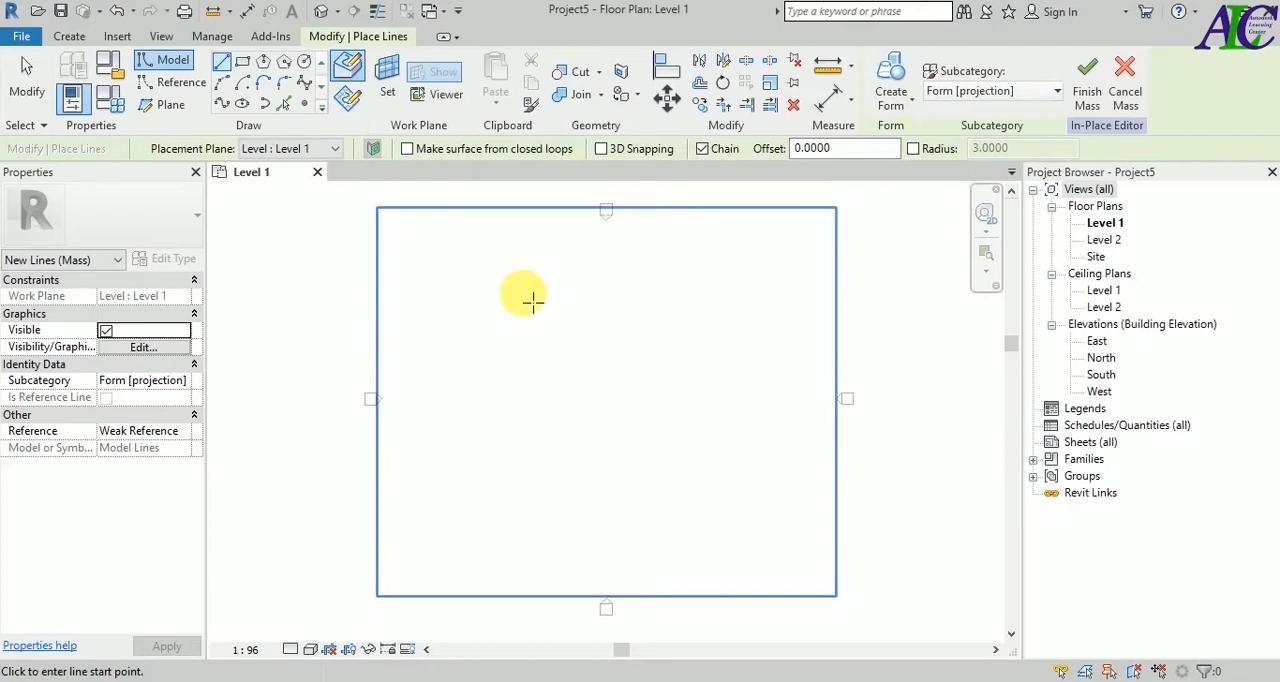 Project5 - Floor Plan: Level 1
Type a keyword or phrase
Sign In
Autodesk
Learning
Center
ALC
File
Create
Insert
View
Manage
Add-Ins
Modify | Place Lines
Modify
Model
Reference
Plane
Set
Show
Viewer
Paste
Cut
Join
Create
Form
Subcategory:
Form [projection]
Finish
Mass
Cancel
Mass
Select
Properties
Draw
Work Plane
Clipboard
Geometry
Modify
Measure
Form
Subcategory
In-Place Editor
Modify | Place Lines
Placement Plane:
Level : Level 1
Make surface from closed loops
3D Snapping
Chain
Offset:
0.0000
Radius:
3.0000
Properties
Level 1
Project Browser - Project5
R
2D
New Lines (Mass)
Edit Type
Constraints
Work Plane
Level : Level 1
Graphics
Visible
Visibility/Graphi...
Edit...
Identity Data
Subcategory
Form [projection]
Is Reference Line
Other
Reference
Weak Reference
Model or Symb...
Model Lines
Views (all)
Floor Plans
Level 1
Level 2
Site
Ceiling Plans
Level 1
Level 2
Elevations (Building Elevation)
East
North
South
West
Legends
Schedules/Quantities (all)
Sheets (all)
Families
Groups
Revit Links
Properties help
Apply
1 : 96
Click to enter line start point.
:0